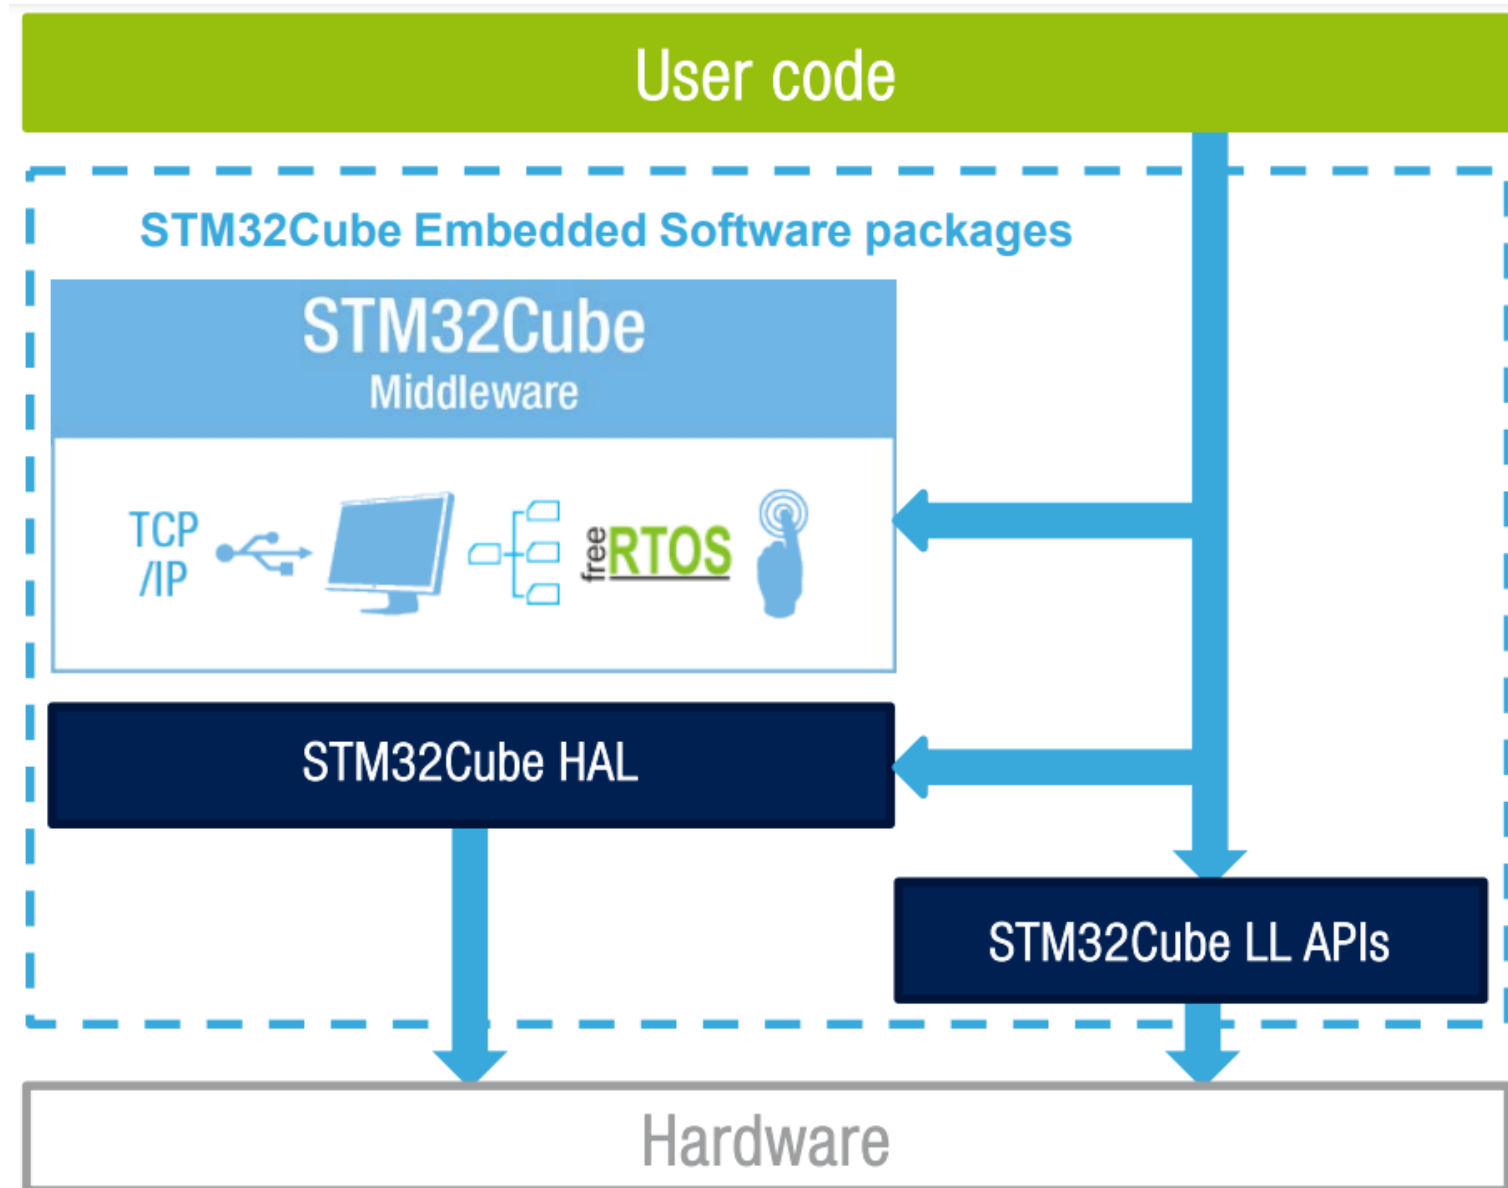 User code
STM32Cube Embedded Software packages
STM32Cube
Middleware
TCP
/IP
free RTOS
STM32Cube HAL
STM32Cube LL APIs
Hardware